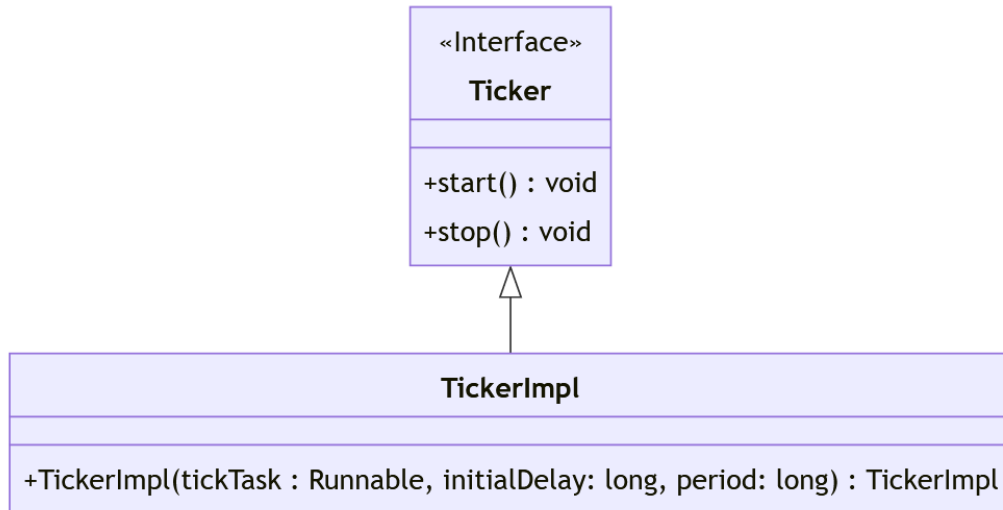 «Interface»
Ticker
+start() : void
+stop() : void
TickerImpl
+TickerImpl(tickTask : Runnable, initialDelay: long, period: long) : TickerImpl